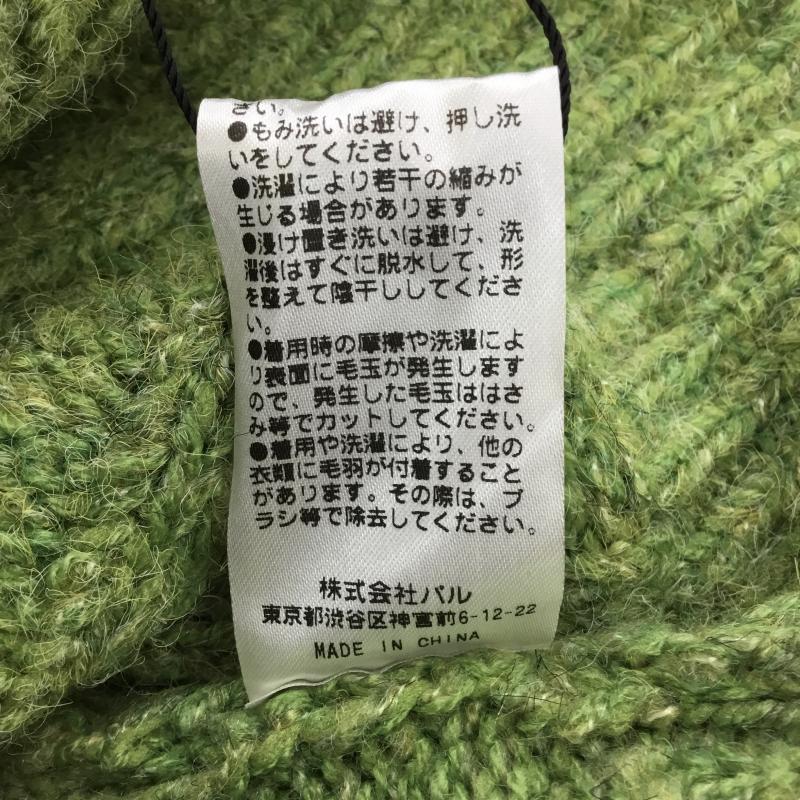 さい。
●もみ洗いは避け、押し洗
いをしてください。
●洗濯により若干の縮みが
生じる場合があります。
●浸け置き洗いは避け、洗
濯後はすぐに脱水して、形
を整えて陰干ししてくださ
い。
●着用時の摩擦や洗濯によ
り表面に毛玉が発生します
ので、発生した毛玉ははさ
み等でカットしてください。
●着用や洗濯により、他の
衣類に毛羽が付着すること
があります。その際は、ブ
ラシ等で除去してください。
株式会社パル
東京都渋谷区神宮前6-12-22
MADE IN CHINA